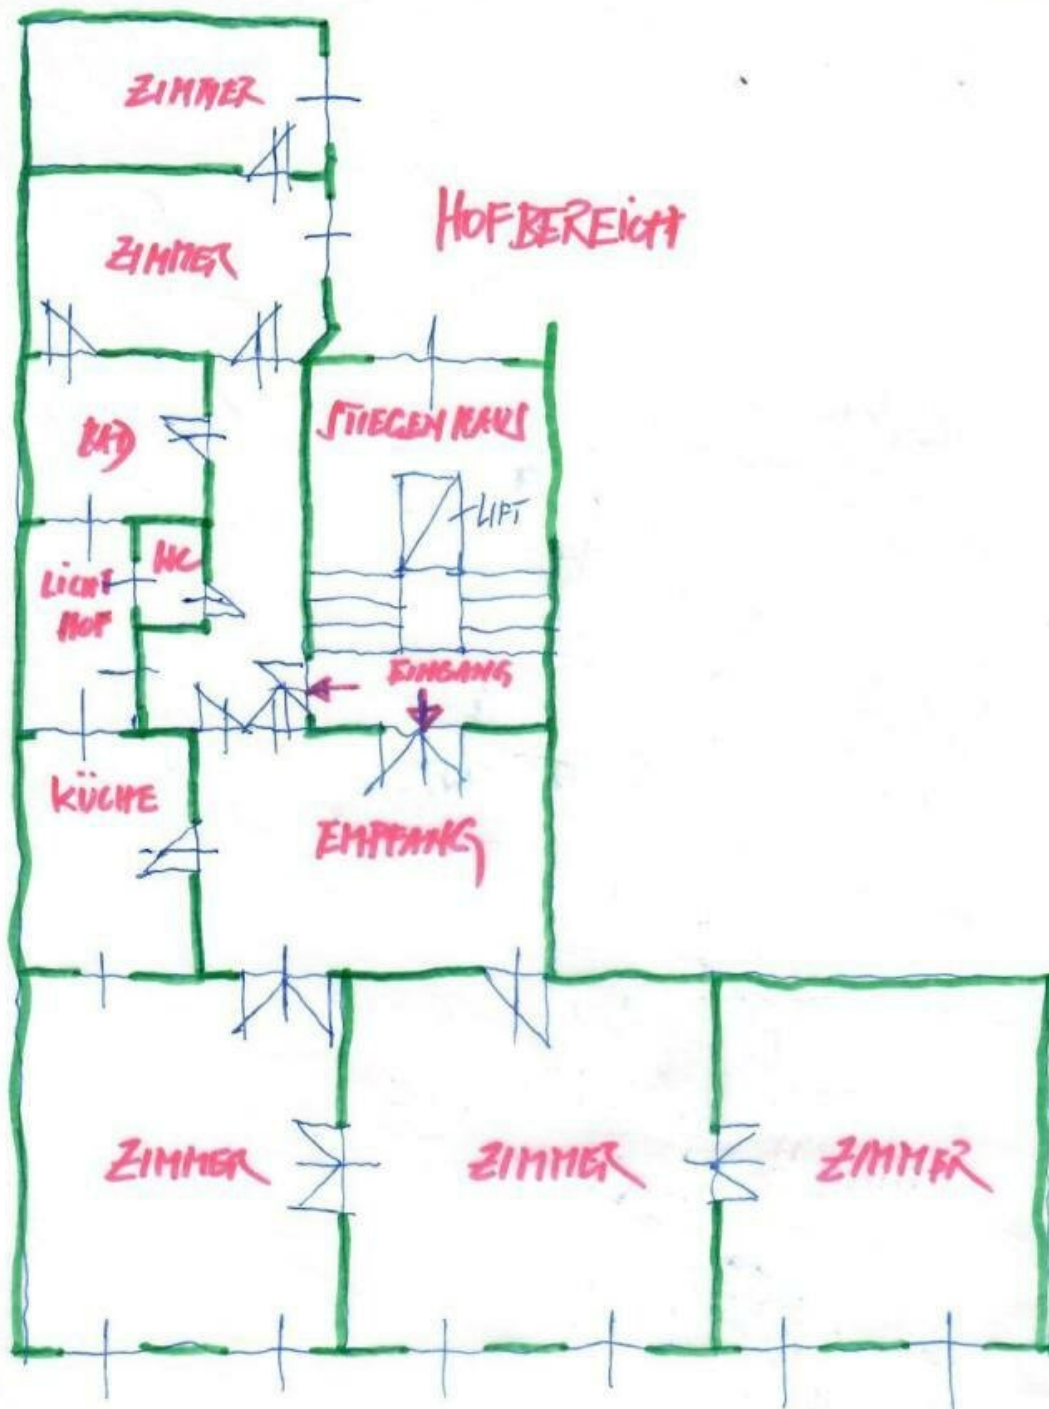 ZIMMER
ZIMMER
HOFBEREICH
BAD
STIEGENHAUS
LIFT
WC
LICHT
HOF
EINGANG
KÜCHE
EMPFANG
ZIMMER
ZIMMER
ZIMMER